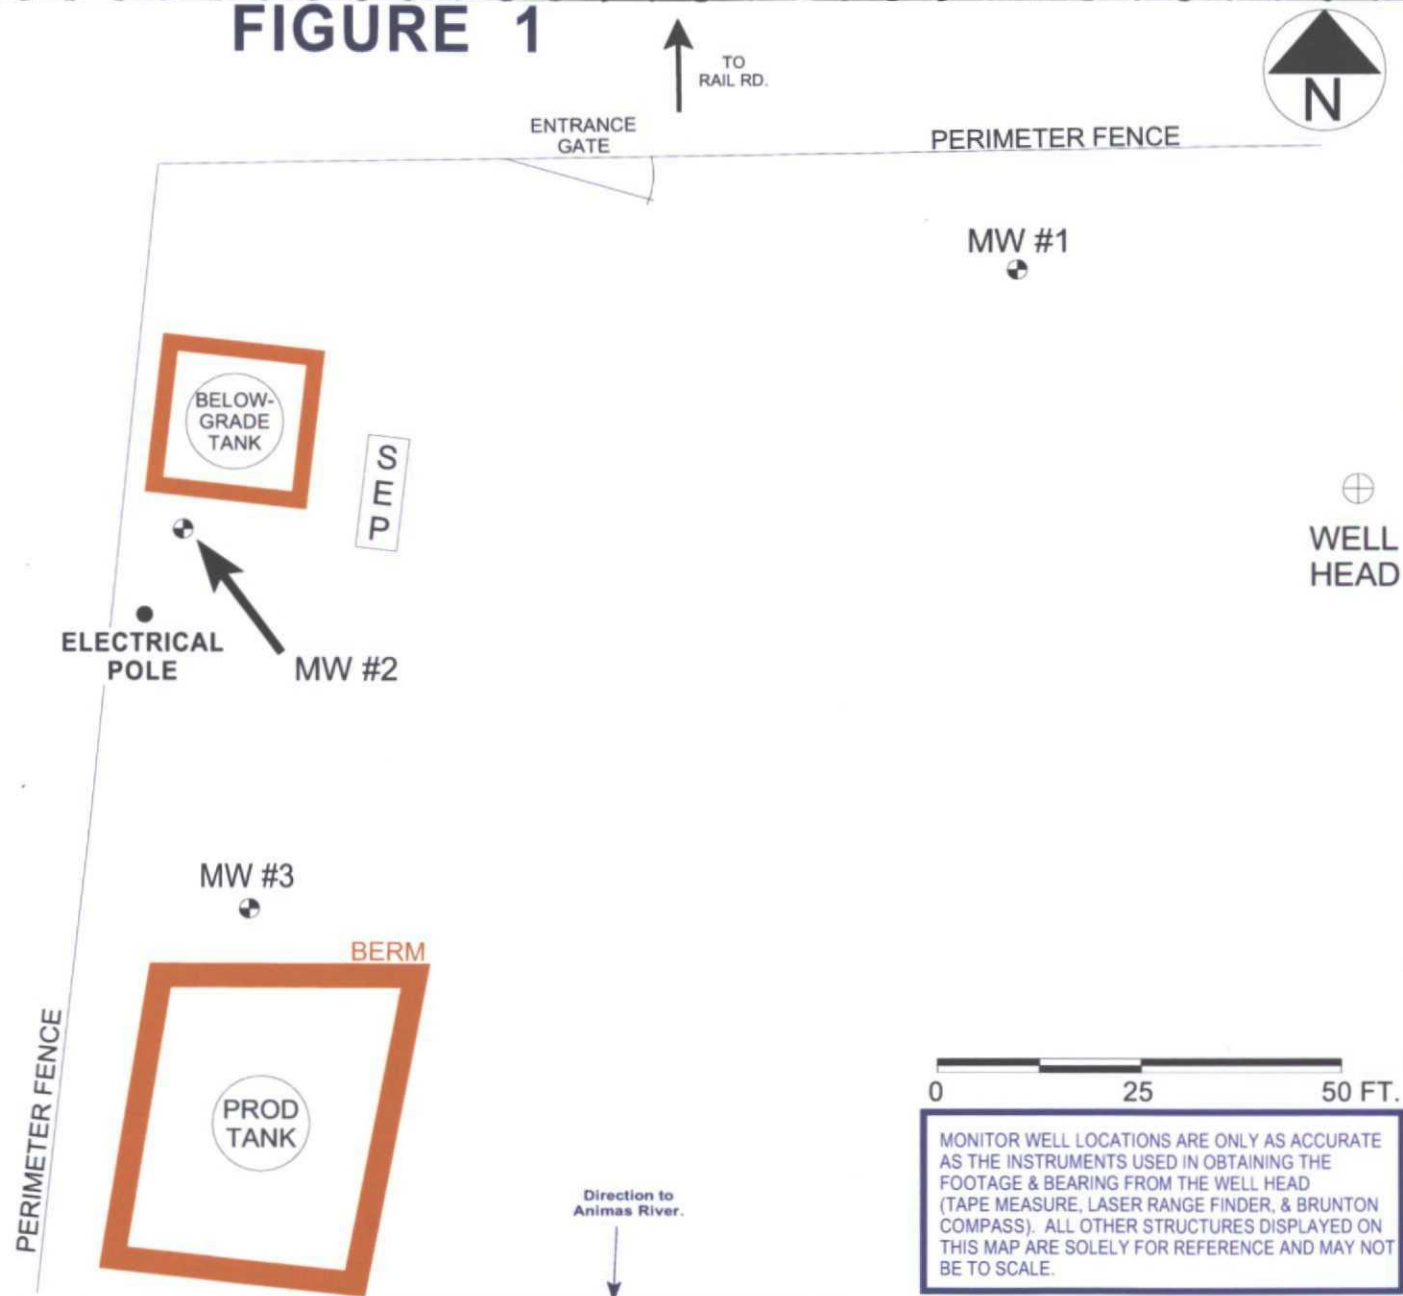 FIGURE 1
TO
RAIL RD.
N
ENTRANCE
GATE
PERIMETER FENCE
MW #1
BELOW-
GRADE
TANK
S
E
P
WELL
HEAD
ELECTRICAL
POLE
MW #2
MW #3
BERM
PERIMETER FENCE
PROD
TANK
0 25 50 FT.
Direction to
Animas River.
MONITOR WELL LOCATIONS ARE ONLY AS ACCURATE
AS THE INSTRUMENTS USED IN OBTAINING THE
FOOTAGE & BEARING FROM THE WELL HEAD
(TAPE MEASURE, LASER RANGE FINDER, & BRUNTON
COMPASS). ALL OTHER STRUCTURES DISPLAYED ON
THIS MAP ARE SOLELY FOR REFERENCE AND MAY NOT
BE TO SCALE.